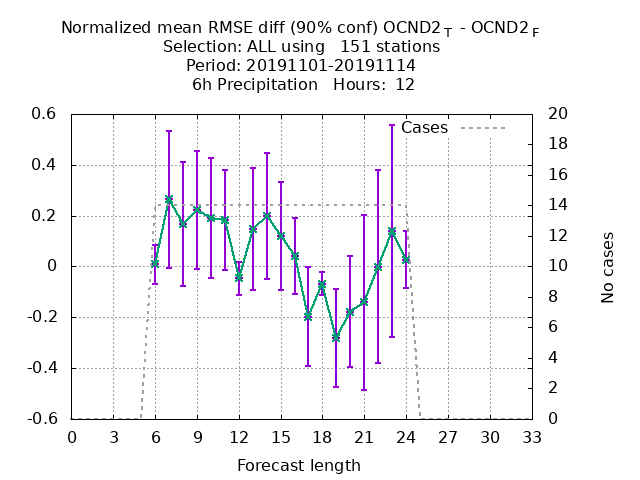 Normalized mean RMSE diff (90% conf) OCND2T - OCND2F
Selection: ALL using 151 stations
Period: 20191101-20191114
6h Precipitation Hours: 12
Cases
0.6
0.4
0.2
0
-0.2
-0.4
-0.6
20
18
16
14
12
10
8
6
4
2
0
No cases
0 3 6 9 12 15 18 21 24 27 30 33
Forecast length